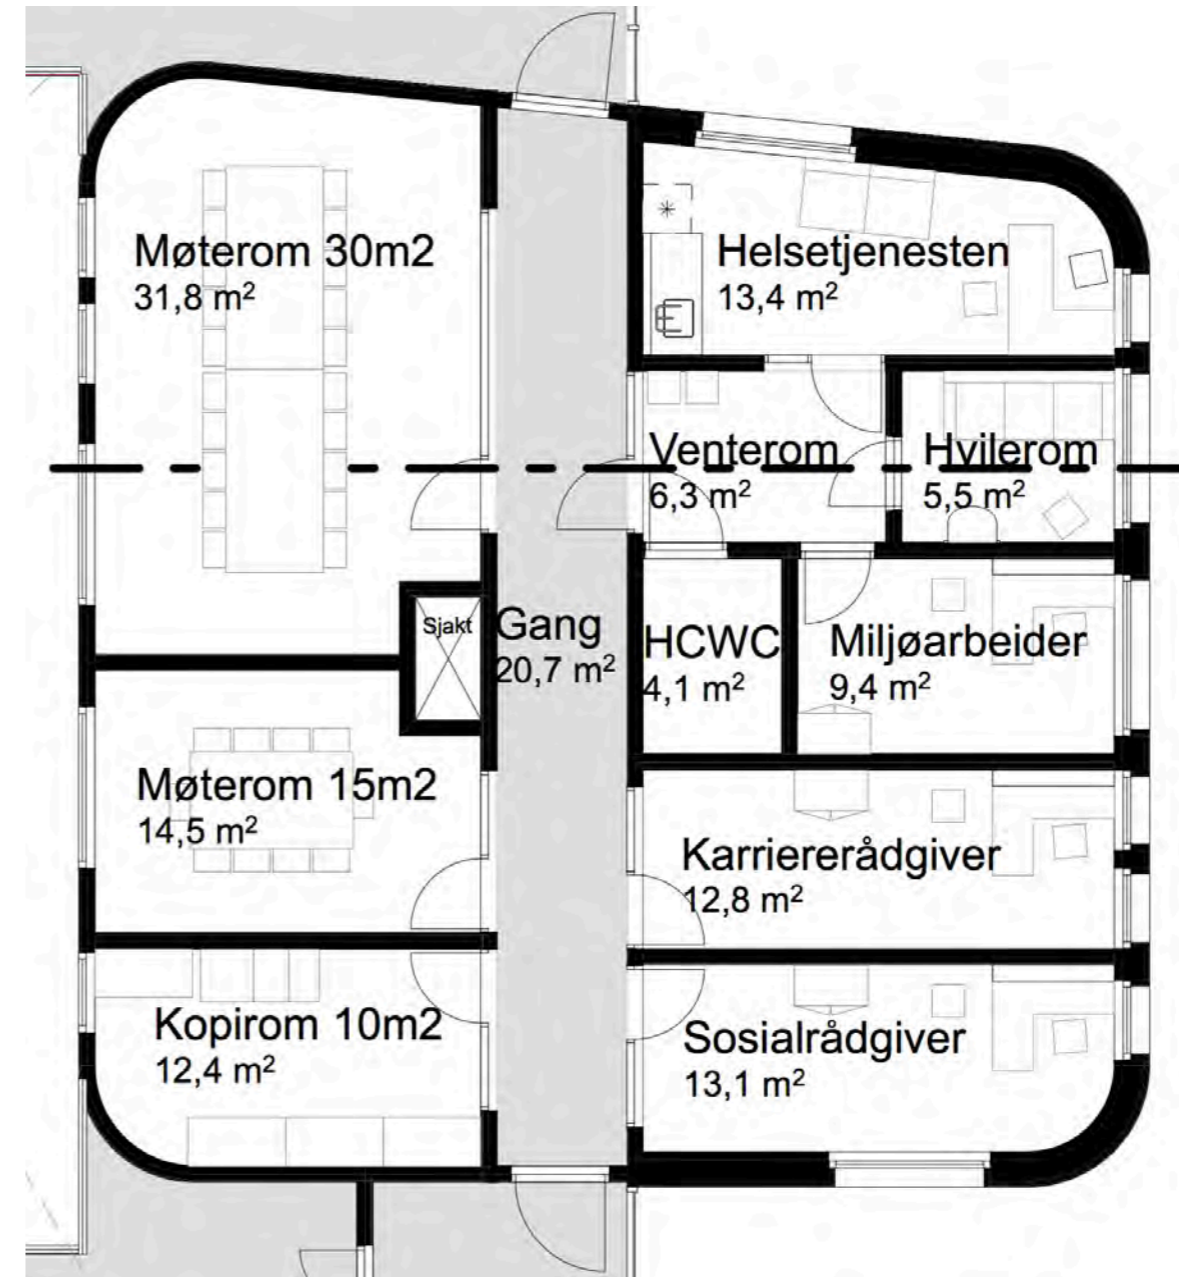 Møterom 30m2
31,8 m²
Helsetjenesten
13,4 m²
Venterom
6,3 m²
Hvilerom
5,5 m²
Sjakt
Gang
20,7 m²
HCWC
4,1 m²
Miljøarbeider
9,4 m²
Møterom 15m2
14,5 m²
Karriererådgiver
12,8 m²
Kopirom 10m2
12,4 m²
Sosialrådgiver
13,1 m²